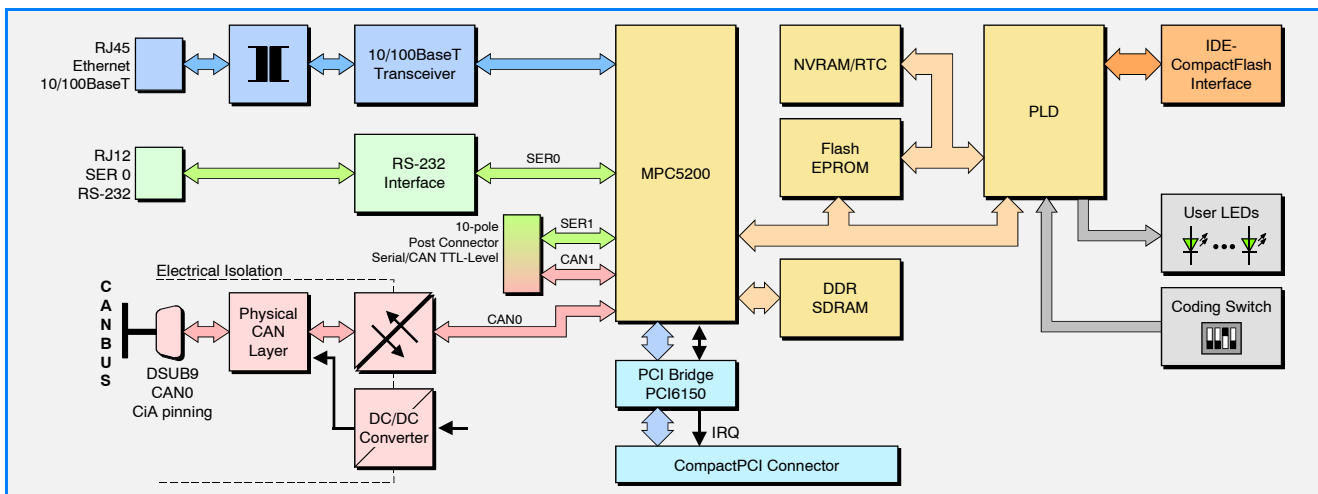 RJ45
Ethernet
10/100BaseT
10/100BaseT
Transceiver
MPC5200
NVRAM/RTC
PLD
IDE-
CompactFlash
Interface
RJ12
SER 0
RS-232
RS-232
Interface
SER0
Flash
EPROM
10-pole
Post Connector
Serial/CAN TTL-Level
SER1
CAN1
User LEDs
Electrical Isolation
CANBUS
DSUB9
CAN0
CiA pinning
Physical
CAN
Layer
CAN0
DDR
SDRAM
Coding Switch
DC/DC
Converter
PCI Bridge
PCI6150
IRQ
CompactPCI Connector